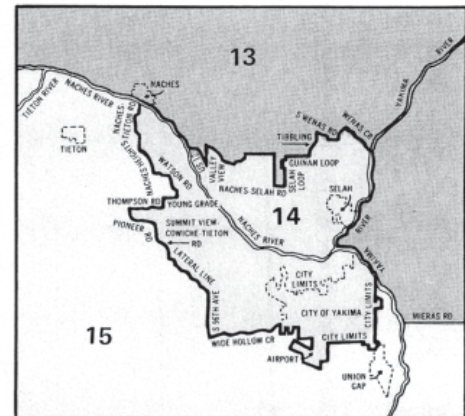 13
TIETON RIVER
NACHES RIVER
NACHES
NACHES-
TIETON RD
TIETON
NACHES HEIGHTS
WATSON RD
VALLEY
VIEW
TIBBLING
S WENAS RD
WENAS CR
YAKIMA
RIVER
GUINAM LOOP
SELAH
LOOP
NACHES-SELAH RD
SELAH
14
THOMPSON RD
YOUNG GRADE
PIONEER RD
SUMMIT VIEW-
COWICHE-TIETON
RD
LATERAL LINE
NACHES RIVER
RIVER
YAKIMA
15
S 96TH AVE
CITY
LIMITS
CITY OF YAKIMA
CITY LIMITS
MIERAS RD
WIDE HOLLOW CR
CITY LIMITS
AIRPORT
UNION
GAP